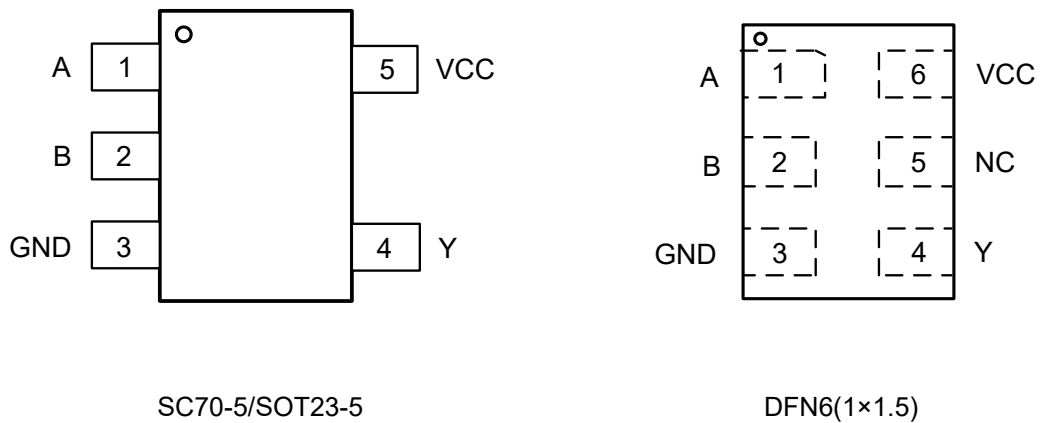 A 1 5 VCC
B 2
GND 3 4 Y
SC70-5/SOT23-5
A 1 6 VCC
B 2 5 NC
GND 3 4 Y
DFN6(1×1.5)